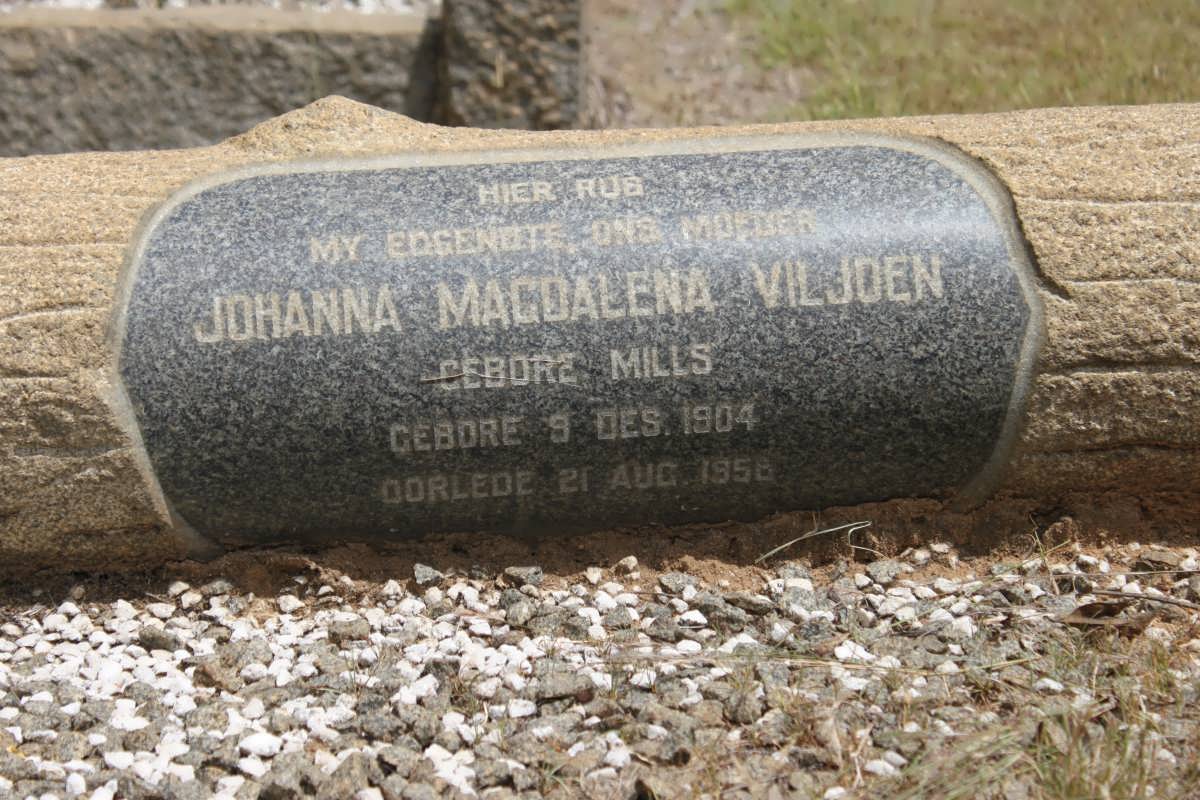 HIER RUS
MY EGGENOTE, ONS MOEDER
JOHANNA MAGDALENA VILJOEN
GEBORE MILLS
GEBORE 9 DES. 1904
OORLEDE 21 AUG 1956